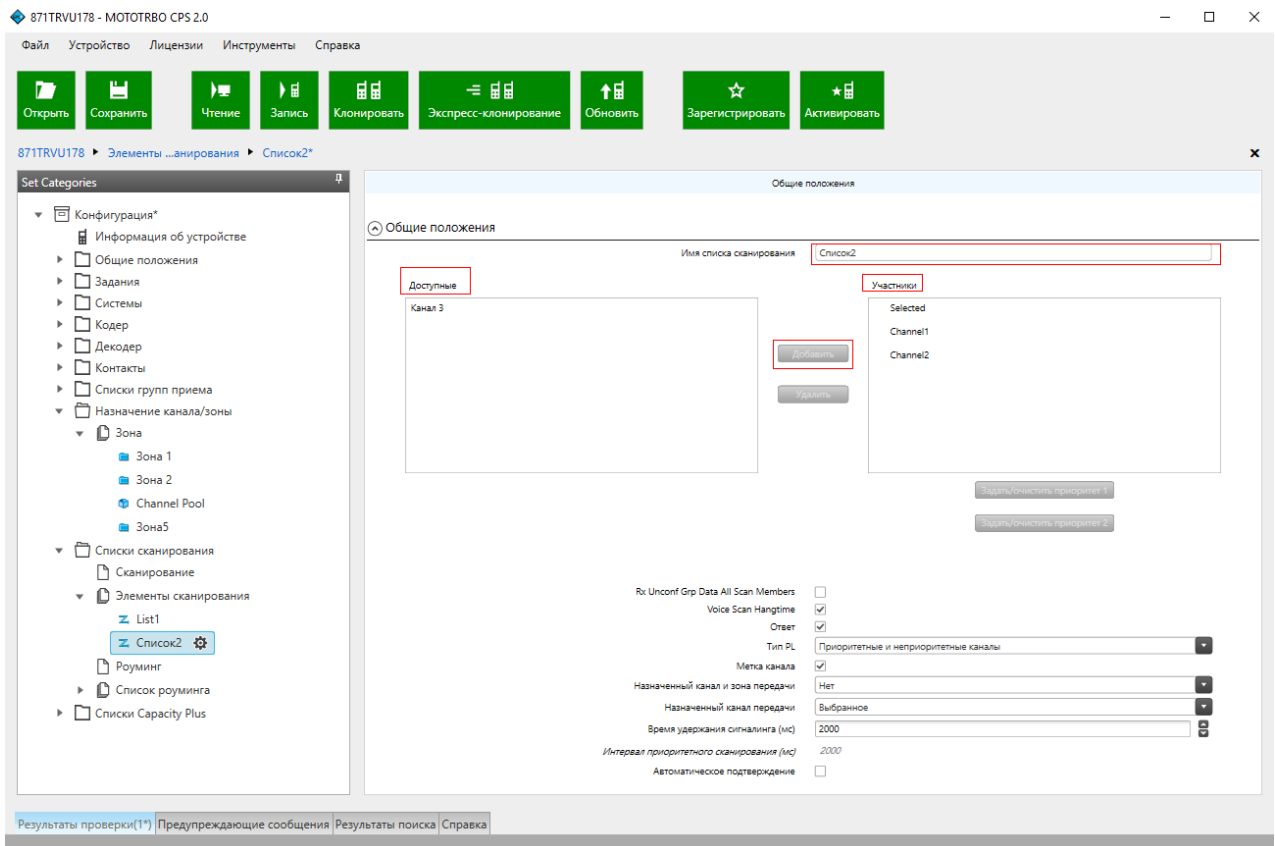 871TRVU178 - MOTOTRBO CPS 2.0
Файл Устройство Лицензии Инструменты Справка
Открыть Сохранить Чтение Запись Клонировать Экспресс-клонирование Обновить Зарегистрировать Активировать
871TRVU178 Элементы ...анирования Список2*
Set Categories
Конфигурация*
Информация об устройстве
Общие положения
Задания
Системы
Кодер
Декодер
Контакты
Списки групп приема
Назначение канала/зоны
Зона
Зона 1
Зона 2
Channel Pool
Зона5
Списки сканирования
Сканирование
Элементы сканирования
List1
Список2
Роуминг
Список роуминга
Списки Capacity Plus
Общие положения
Общие положения
Имя списка сканирования Список2
Доступные
Канал 3
Добавить
Удалить
Участники
Selected
Channel1
Channel2
Задать/очистить приоритет 1
Задать/очистить приоритет 2
Rx Unconf Grp Data All Scan Members
Voice Scan Hangtime
Ответ
Тип PL Приоритетные и неприоритетные каналы
Метка канала
Назначенный канал и зона передачи Нет
Назначенный канал передачи Выбранное
Время удержания сигналинга (мс) 2000
Интервал приоритетного сканирования (мс) 2000
Автоматическое подтверждение
Результаты проверки(1*) Предупреждающие сообщения Результаты поиска Справка